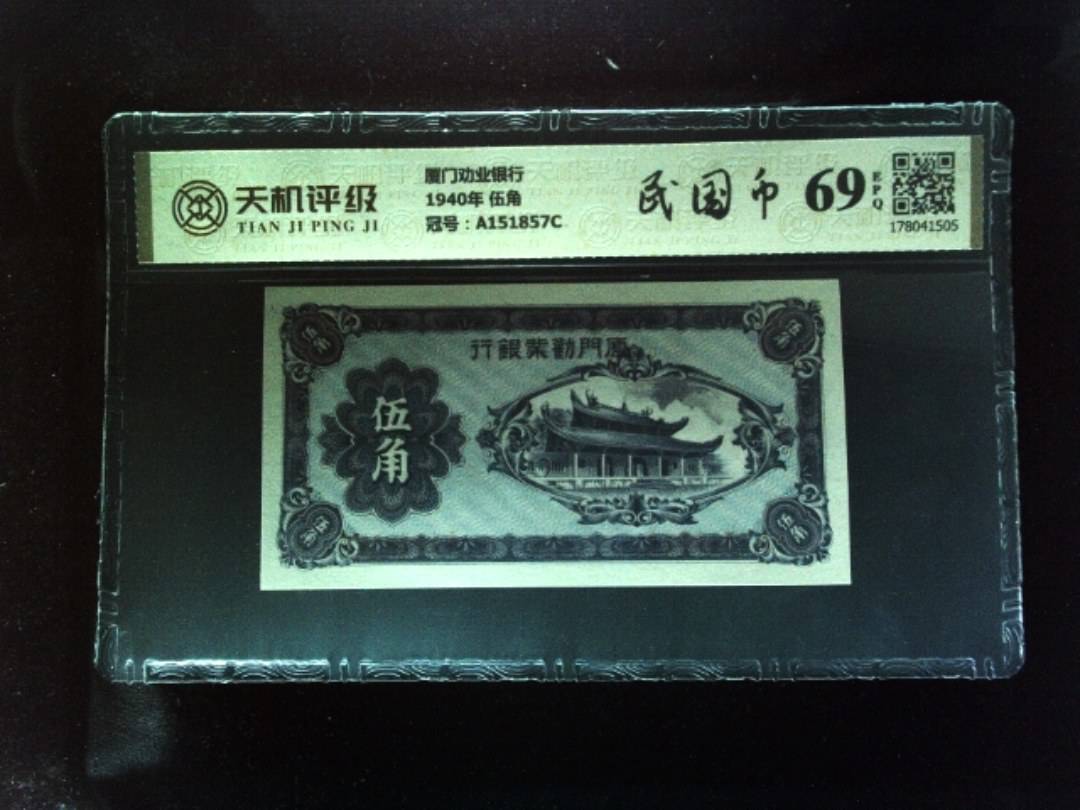 天机评级
TIAN JI PING JI
厦门劝业银行
1940年 伍角
冠号：A151857C
民国币
69
EPQ
178041505
伍角
伍角
行銀業勸門厦
伍角
伍角
伍角